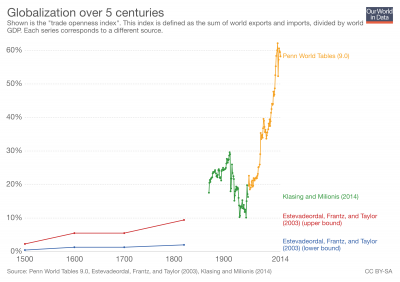 Globalization over 5 centuries
Our World
in Data
Shown is the "trade openness index". This index is defined as the sum of world exports and imports, divided by world
GDP. Each series corresponds to a different source.
60%
Penn World Tables (9.0)
50%
40%
30%
20%
Klasing and Milionis (2014)
10%
Estevadeordal, Frantz, and Taylor
(2003) (upper bound)
Estevadeordal, Frantz, and Taylor
(2003) (lower bound)
0%
1500
1600
1700
1800
1900
2014
Source: Penn World Tables 9.0, Estevadeordal, Frantz, and Taylor (2003), Klasing and Milionis (2014)
CC BY-SA